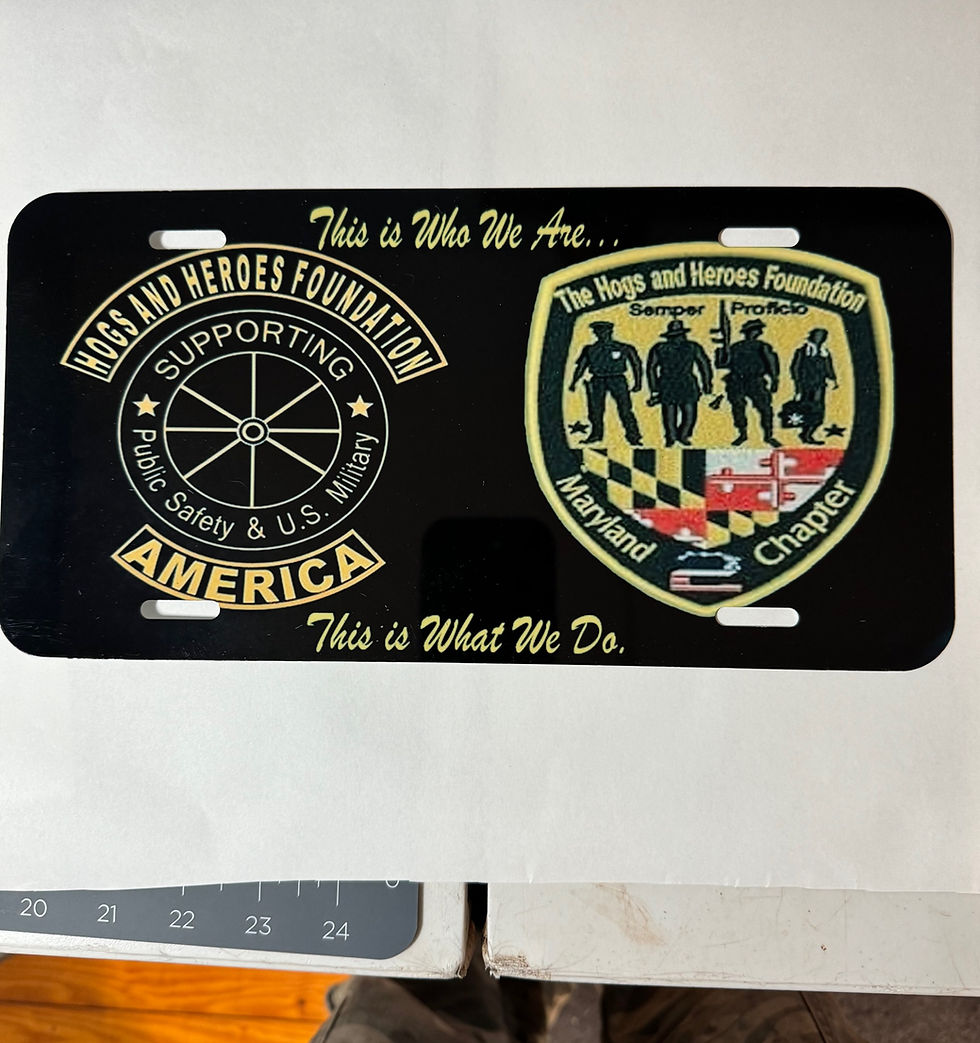 This is Who We Are...
HOGS AND HEROES FOUNDATION
SUPPORTING
Public Safety & U.S. Military
AMERICA
The Hogs and Heroes Foundation
Semper Proficio
Maryland Chapter
This is What We Do.
20 21 22 23 24